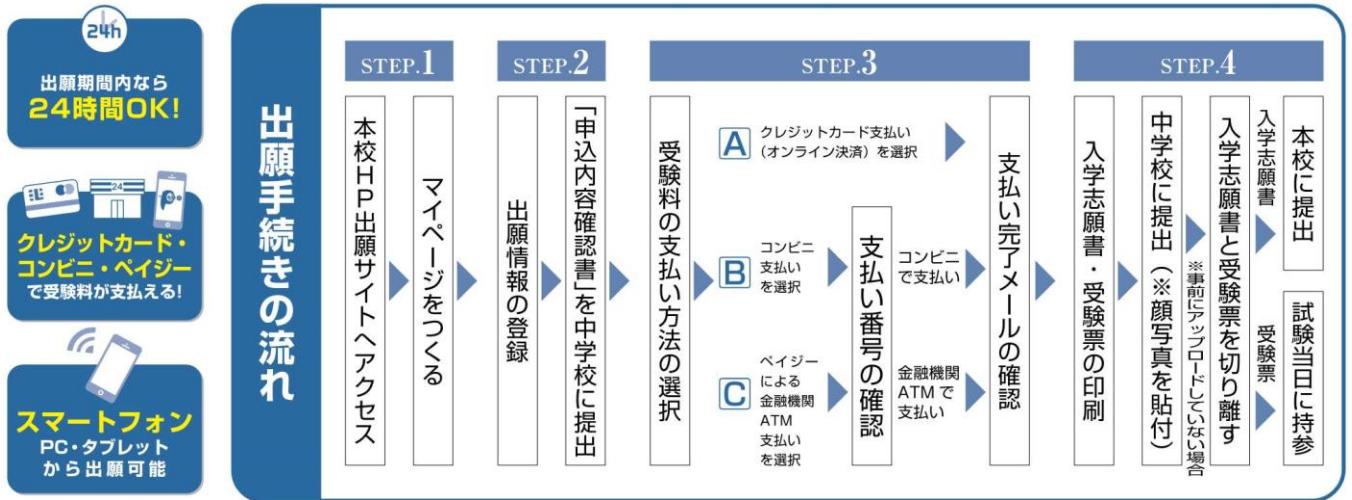 24h
出願期間内なら
24時間OK!
24
クレジットカード・
コンビニ・ペイジー
で受験料が支払える!
スマートフォン
PC・タブレット
から出願可能
出願手続きの流れ
STEP.1
本校HP出願サイトへアクセス
マイページをつくる
STEP.2
出願情報の登録
「申込内容確認書」を中学校に提出
STEP.3
受験料の支払い方法の選択
A
クレジットカード支払い
(オンライン決済)を選択
B
コンビニ
支払い
を選択
C
ペイジー
による
金融機関
ATM
支払い
を選択
支払い番号の確認
コンビニ
で支払い
金融機関
ATMで
支払い
支払い完了メールの確認
STEP.4
入学志願書・受験票の印刷
中学校に提出(※顔写真を貼付)
※事前にアップロードしていない場合
入学志願書と受験票を切り離す
入学志願書
本校に提出
受験票
試験当日に持参